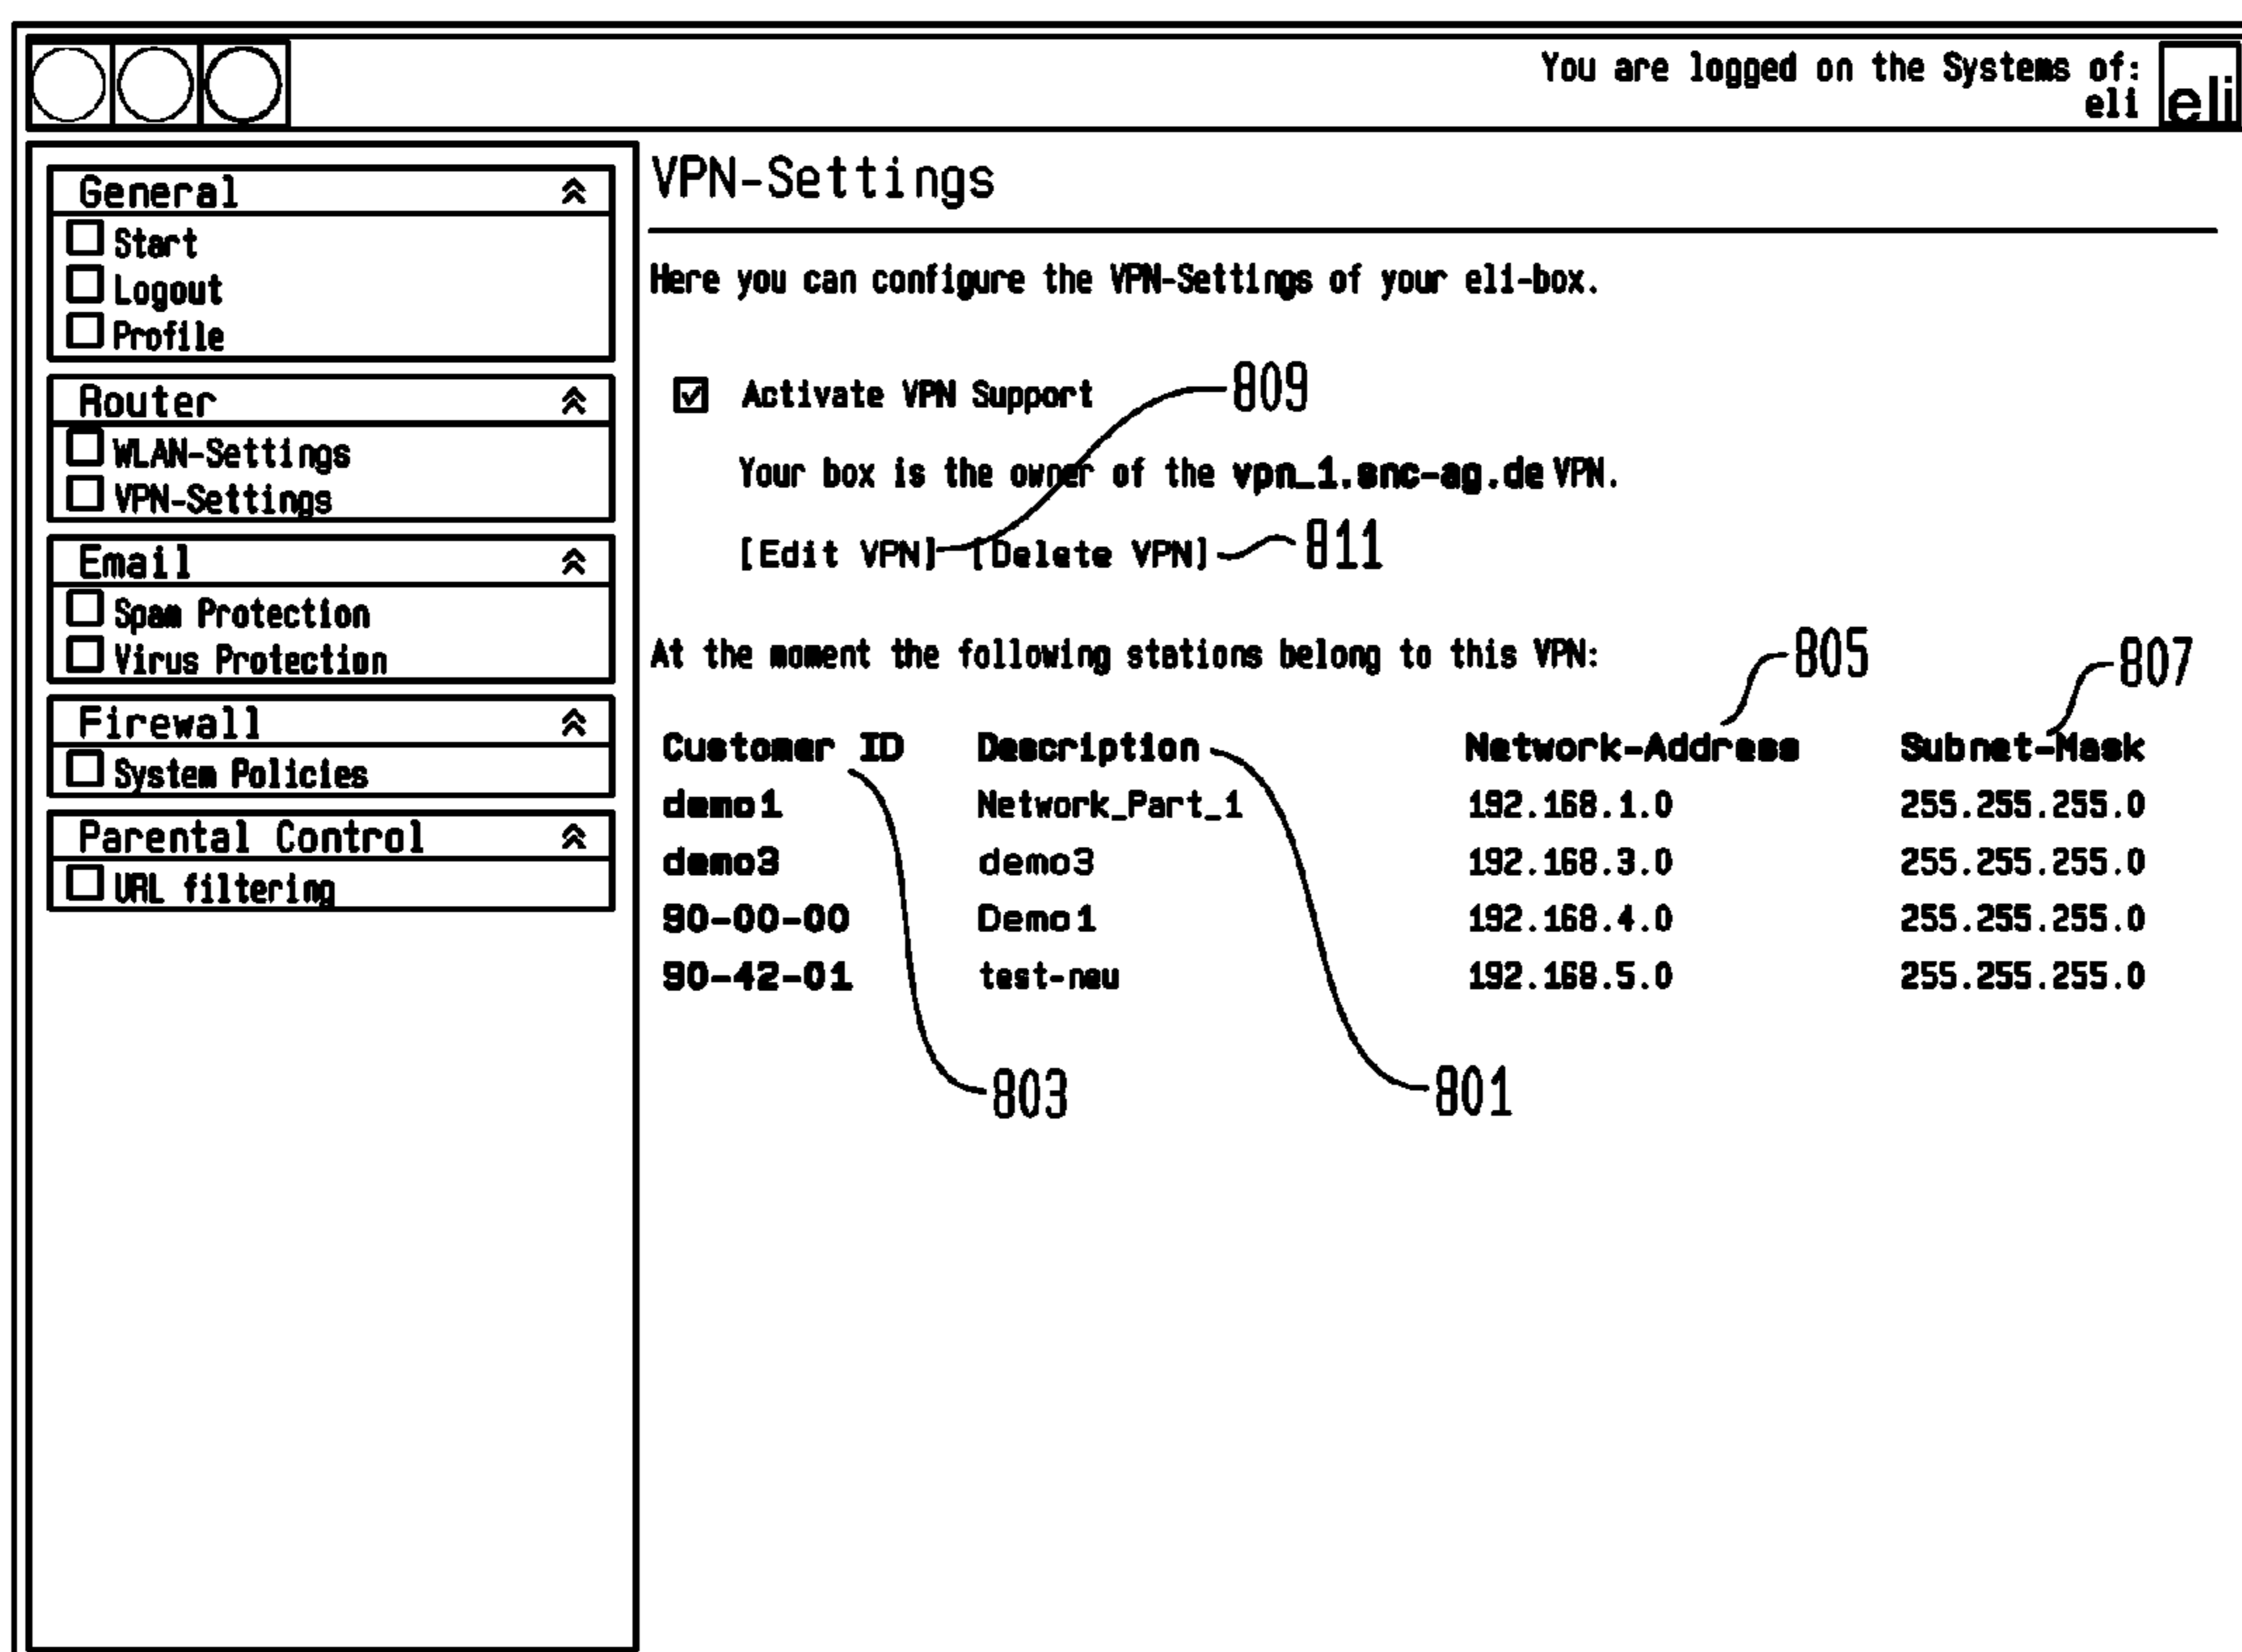 You are logged on the Systems of:
eli
eli
General
Start
Logout
Profile
Router
WLAN-Settings
VPN-Settings
Email
Spam Protection
Virus Protection
Firewall
System Policies
Parental Control
URL filtering
VPN-Settings
Here you can configure the VPN-Settings of your eli-box.
Activate VPN Support 809
Your box is the owner of the vpn_1.snc-ag.de VPN.
[Edit VPN] [Delete VPN] 811
At the moment the following stations belong to this VPN: 805 807
Customer ID Description Network-Address Subnet-Mask
demo1 Network_Part_1 192.168.1.0 255.255.255.0
demo3 demo3 192.168.3.0 255.255.255.0
90-00-00 Demo1 192.168.4.0 255.255.255.0
90-42-01 test-neu 192.168.5.0 255.255.255.0
803 801